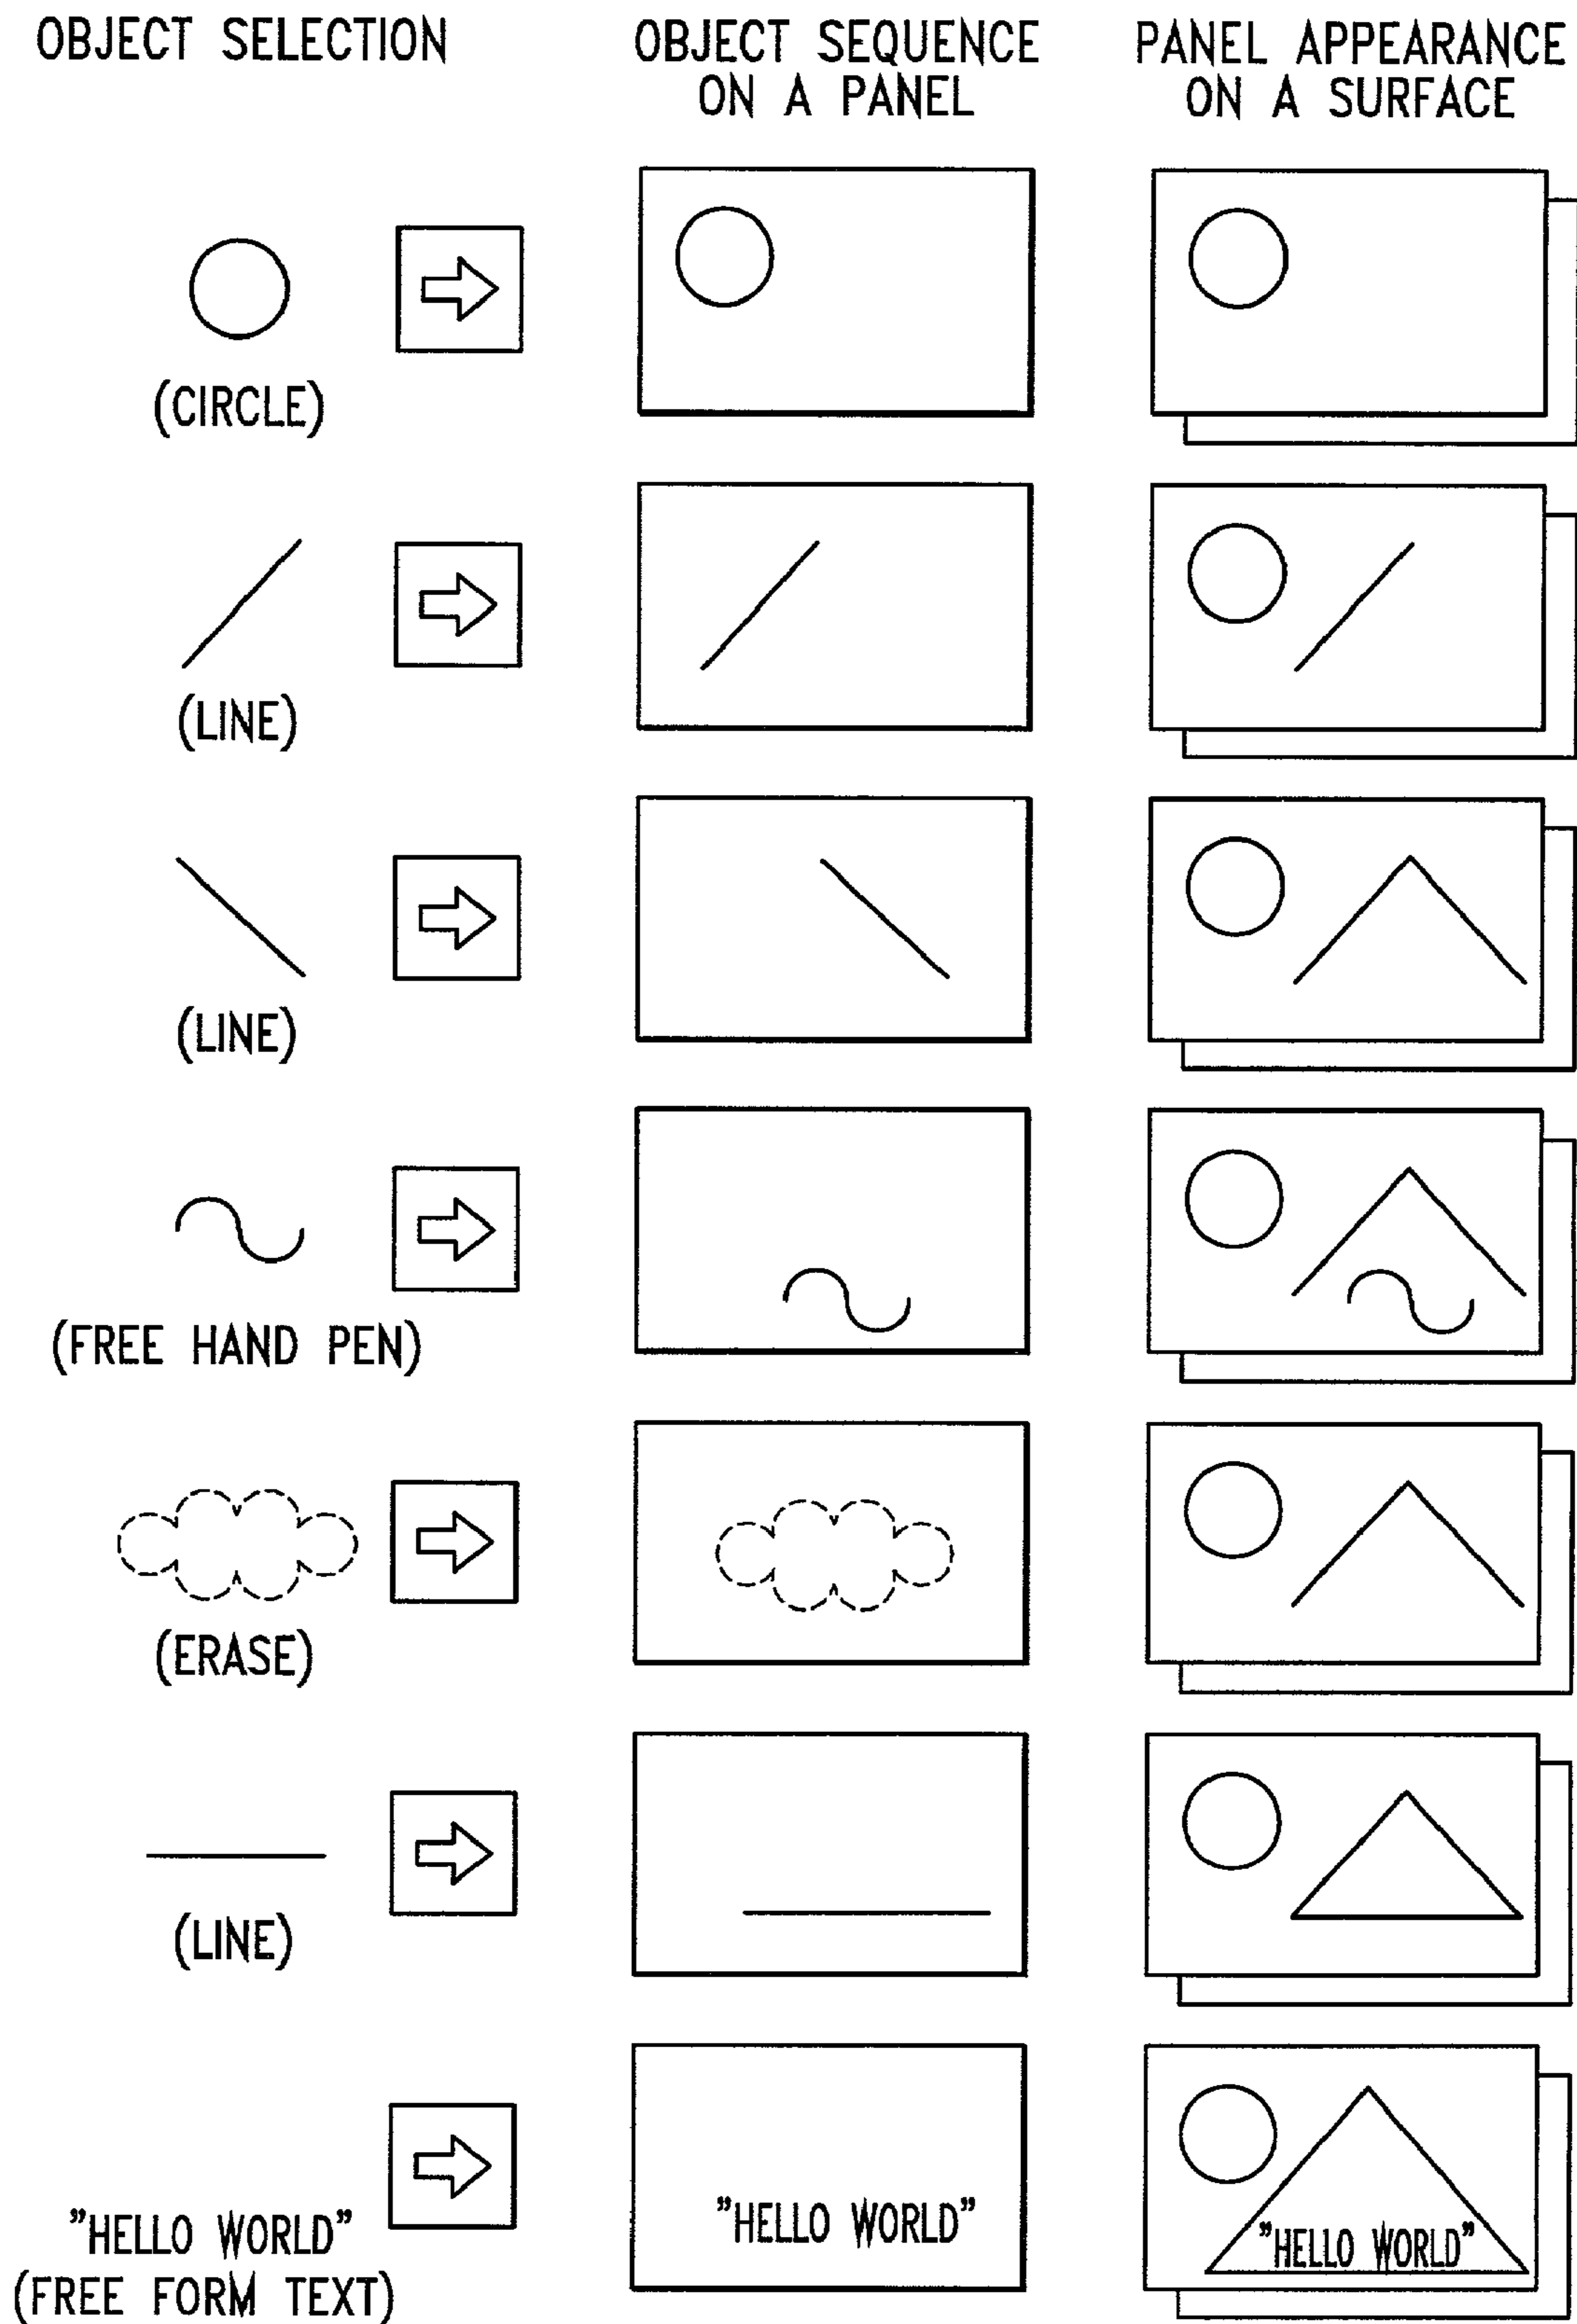 OBJECT SELECTION
OBJECT SEQUENCE
ON A PANEL
PANEL APPEARANCE
ON A SURFACE
(CIRCLE)
(LINE)
(LINE)
(FREE HAND PEN)
(ERASE)
(LINE)
"HELLO WORLD"
(FREE FORM TEXT)
"HELLO WORLD"
"HELLO WORLD"